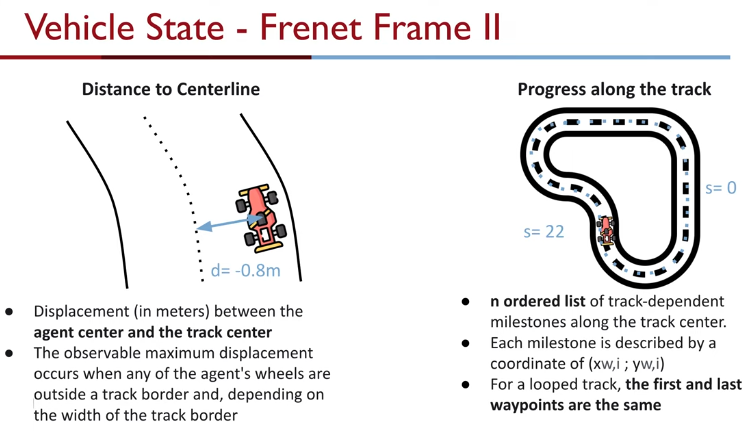 Vehicle State - Frenet Frame II
Distance to Centerline
d= -0.8m
● Displacement (in meters) between the
agent center and the track center
● The observable maximum displacement
occurs when any of the agent's wheels are
outside a track border and, depending on
the width of the track border
Progress along the track
s= 0
s= 22
● n ordered list of track-dependent
milestones along the track center.
● Each milestone is described by a
coordinate of (xw,i ; yw,i)
● For a looped track, the first and last
waypoints are the same